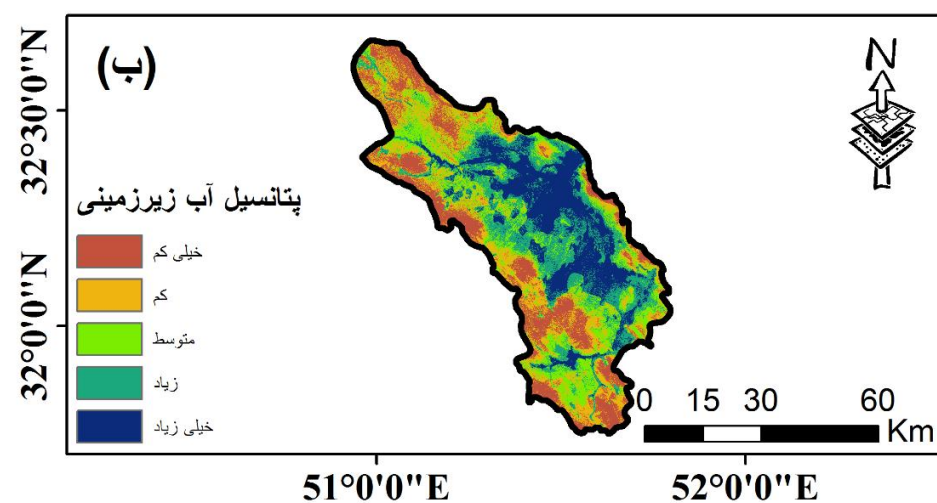 (ب)
N
32°30'0"N
32°0'0"N
پتانسیل آب زیرزمینی
خیلی کم
کم
متوسط
زیاد
خیلی زیاد
0 15 30 60
Km
51°0'0"E 52°0'0"E